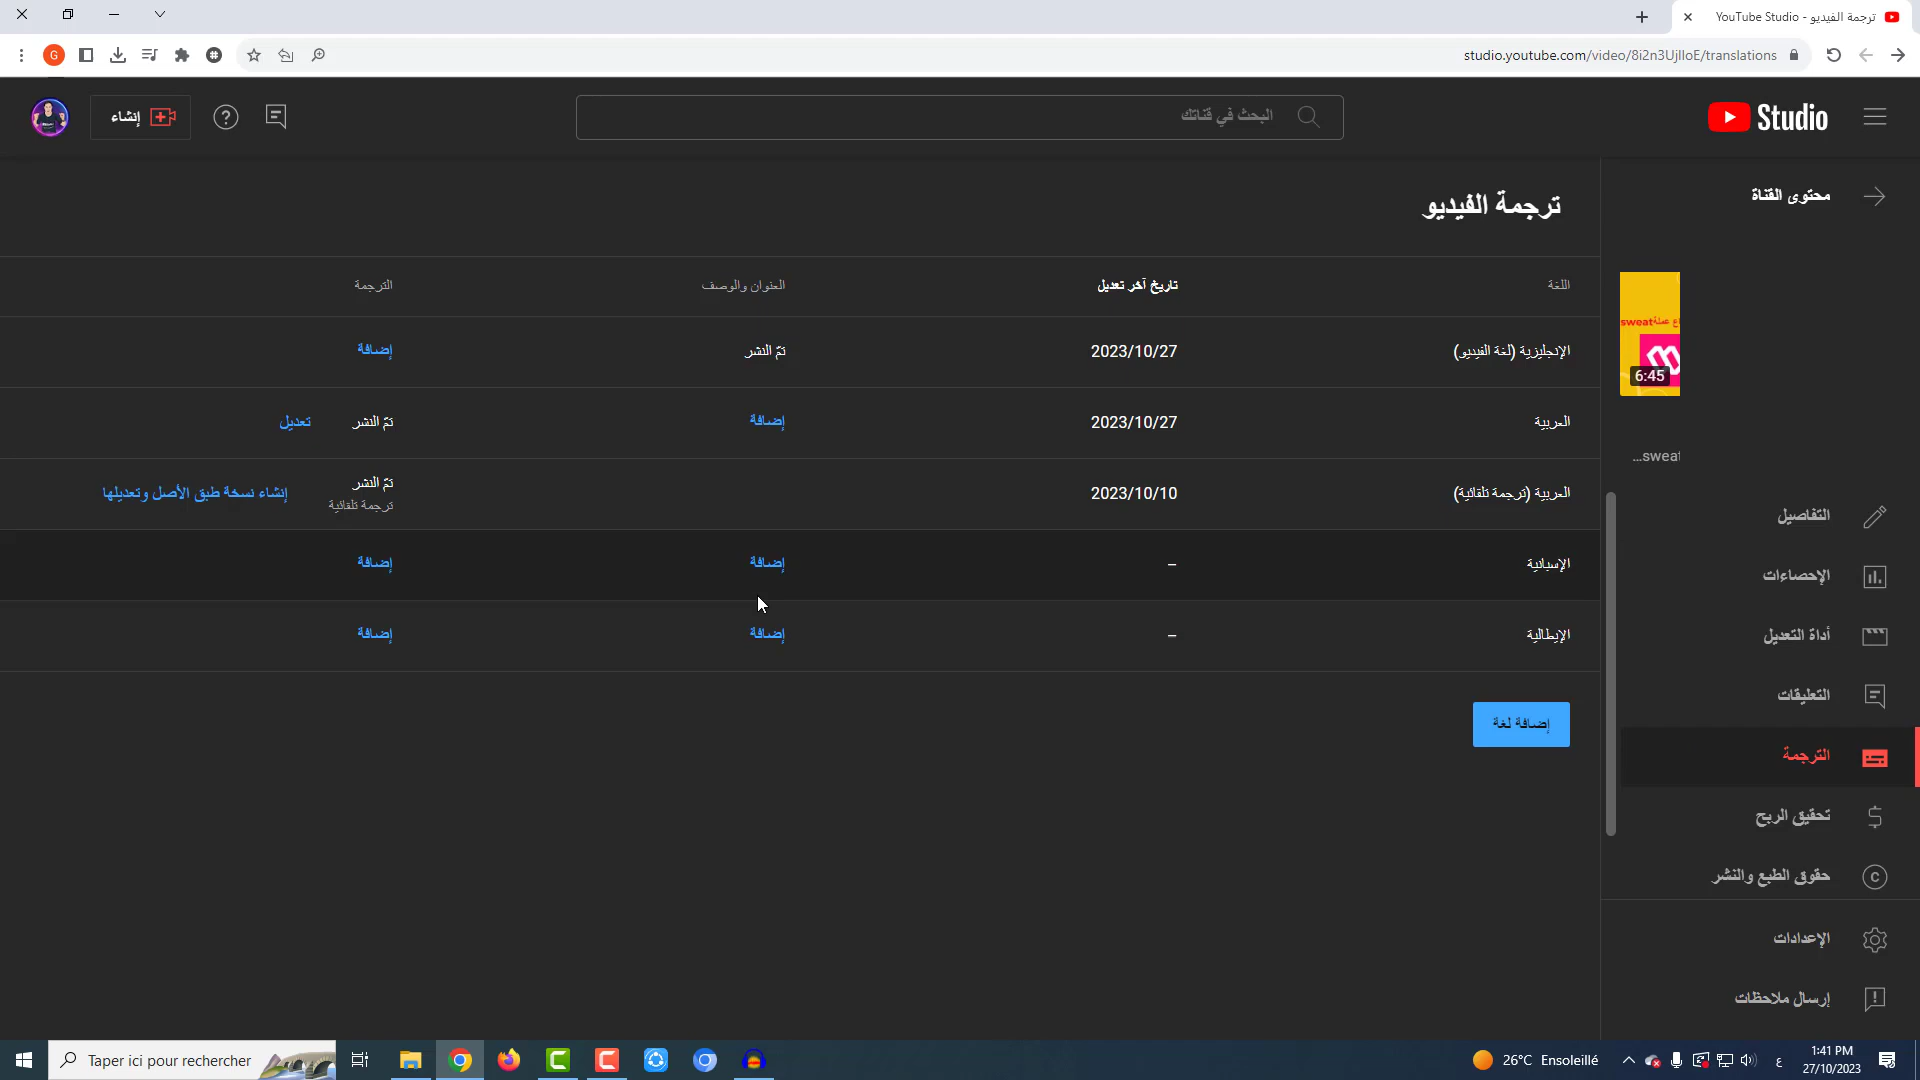 ترجمة الفيديو - YouTube Studio
studio.youtube.com/video/8i2n3UjlIoE/translations
G
Studio
البحث في قناتك
إنشاء
محتوى القناة
ترجمة الفيديو
اللغة
تاريخ آخر تعديل
العنوان والوصف
الترجمة
الإنجليزية (لغة الفيديو)
2023/10/27
تمّ النشر
إضافة
العربية
2023/10/27
إضافة
تمّ النشر
تعديل
العربية (ترجمة تلقائية)
2023/10/10
تمّ النشر
ترجمة تلقائية
إنشاء نسخة طبق الأصل وتعديلها
الإسبانية
–
إضافة
إضافة
الإيطالية
–
إضافة
إضافة
إضافة لغة
ع عملة sweat
6:45
sweat...
التفاصيل
الإحصاءات
أداة التعديل
التعليقات
الترجمة
تحقيق الربح
حقوق الطبع والنشر
الإعدادات
إرسال ملاحظات
Taper ici pour rechercher
26°C Ensoleillé
ع
1:41 PM
27/10/2023